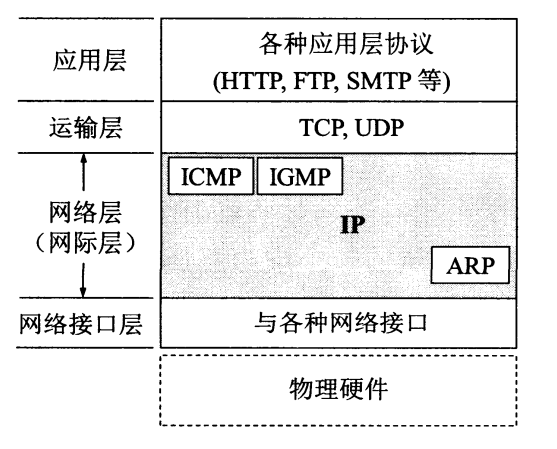 应用层
各种应用层协议
(HTTP, FTP, SMTP 等)
运输层
TCP, UDP
网络层
（网际层）
ICMP
IGMP
IP
ARP
网络接口层
与各种网络接口
物理硬件